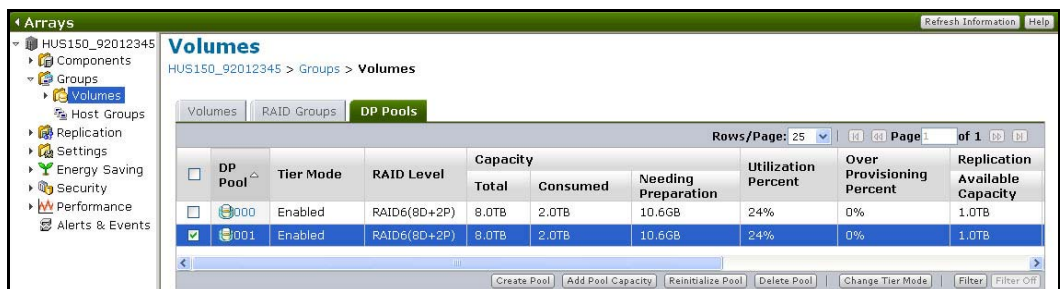 Arrays
Refresh Information Help
HUS150_92012345
Components
Groups
Volumes
Host Groups
Replication
Settings
Energy Saving
Security
Performance
Alerts & Events
Volumes
HUS150_92012345 > Groups > Volumes
Volumes RAID Groups DP Pools
Rows/Page: 25 Page 1 of 1
DP Pool Tier Mode RAID Level Capacity Total Consumed Needing Preparation Utilization Percent Over Provisioning Percent Replication Available Capacity
000 Enabled RAID6(8D+2P) 8.0TB 2.0TB 10.6GB 24% 0% 1.0TB
001 Enabled RAID6(8D+2P) 8.0TB 2.0TB 10.6GB 24% 0% 1.0TB
Create Pool Add Pool Capacity Reinitialize Pool Delete Pool Change Tier Mode Filter Filter Off